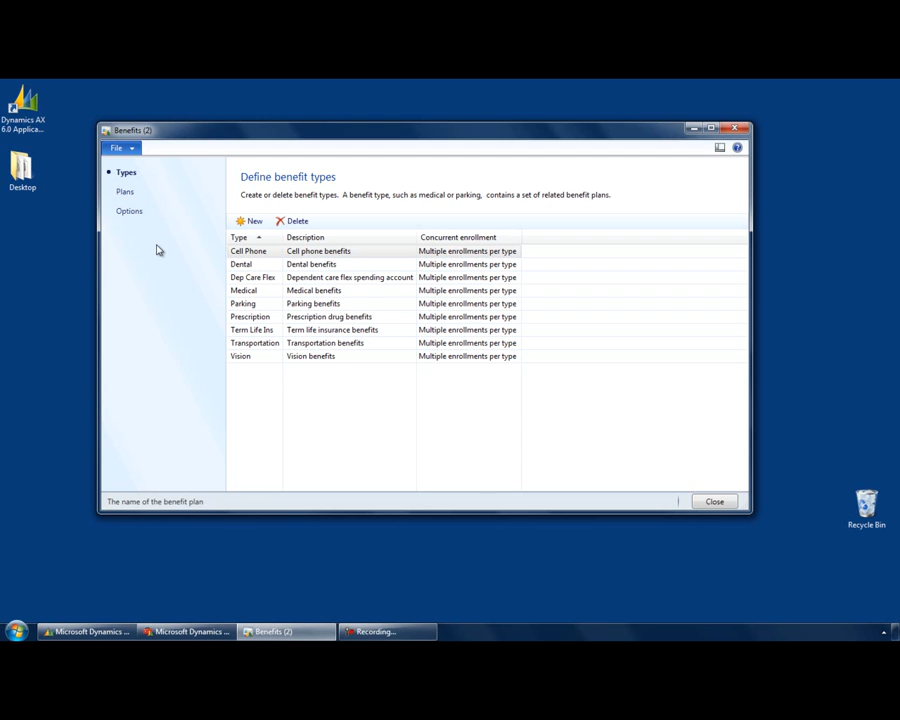 Dynamics AX
6.0 Applica...
Desktop
Benefits (2)
File
Types
Plans
Options
Define benefit types
Create or delete benefit types. A benefit type, such as medical or parking, contains a set of related benefit plans.
New Delete
Type Description Concurrent enrollment
Cell Phone Cell phone benefits Multiple enrollments per type
Dental Dental benefits Multiple enrollments per type
Dep Care Flex Dependent care flex spending account Multiple enrollments per type
Medical Medical benefits Multiple enrollments per type
Parking Parking benefits Multiple enrollments per type
Prescription Prescription drug benefits Multiple enrollments per type
Term Life Ins Term life insurance benefits Multiple enrollments per type
Transportation Transportation benefits Multiple enrollments per type
Vision Vision benefits Multiple enrollments per type
The name of the benefit plan
Close
Recycle Bin
Microsoft Dynamics ... Microsoft Dynamics ... Benefits (2) Recording...